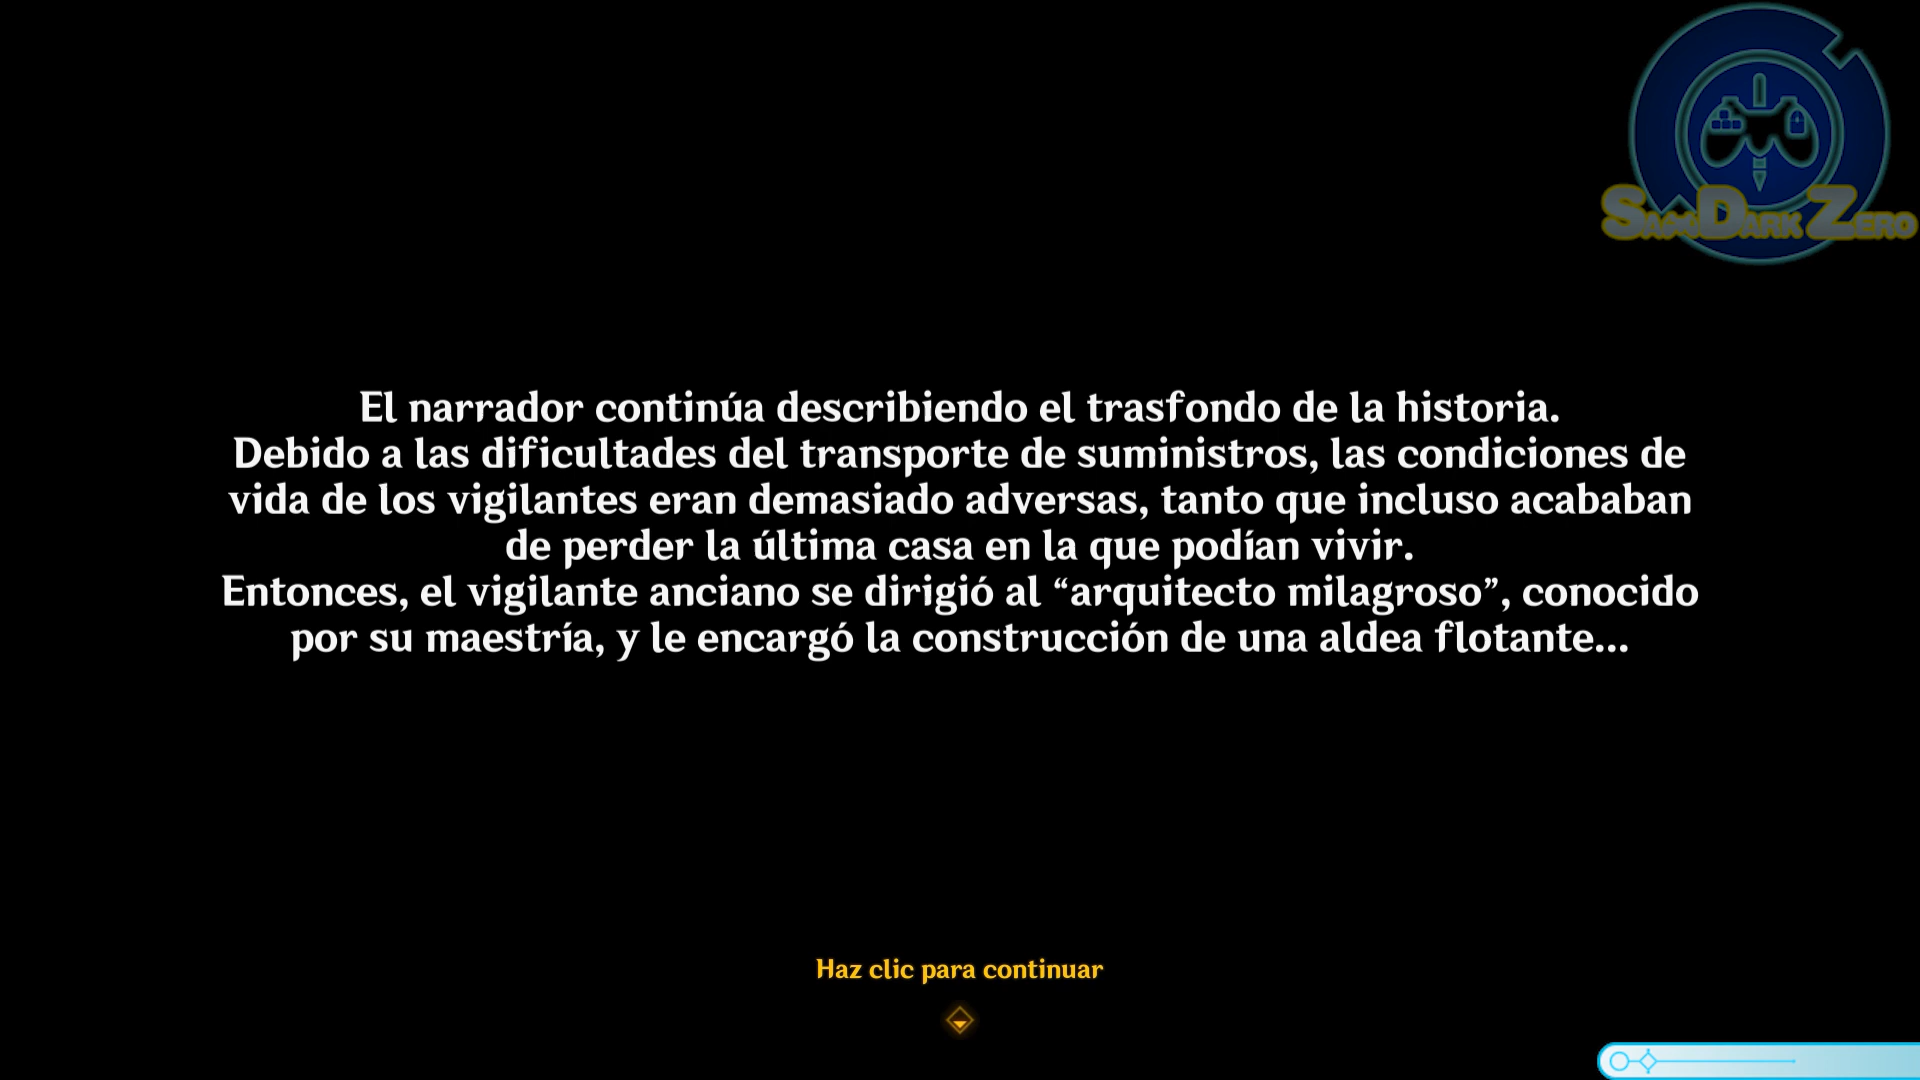 SamDarkZero
El narrador continúa describiendo el trasfondo de la historia.
Debido a las dificultades del transporte de suministros, las condiciones de
vida de los vigilantes eran demasiado adversas, tanto que incluso acababan
de perder la última casa en la que podían vivir.
Entonces, el vigilante anciano se dirigió al “arquitecto milagroso”, conocido
por su maestría, y le encargó la construcción de una aldea flotante...
Haz clic para continuar